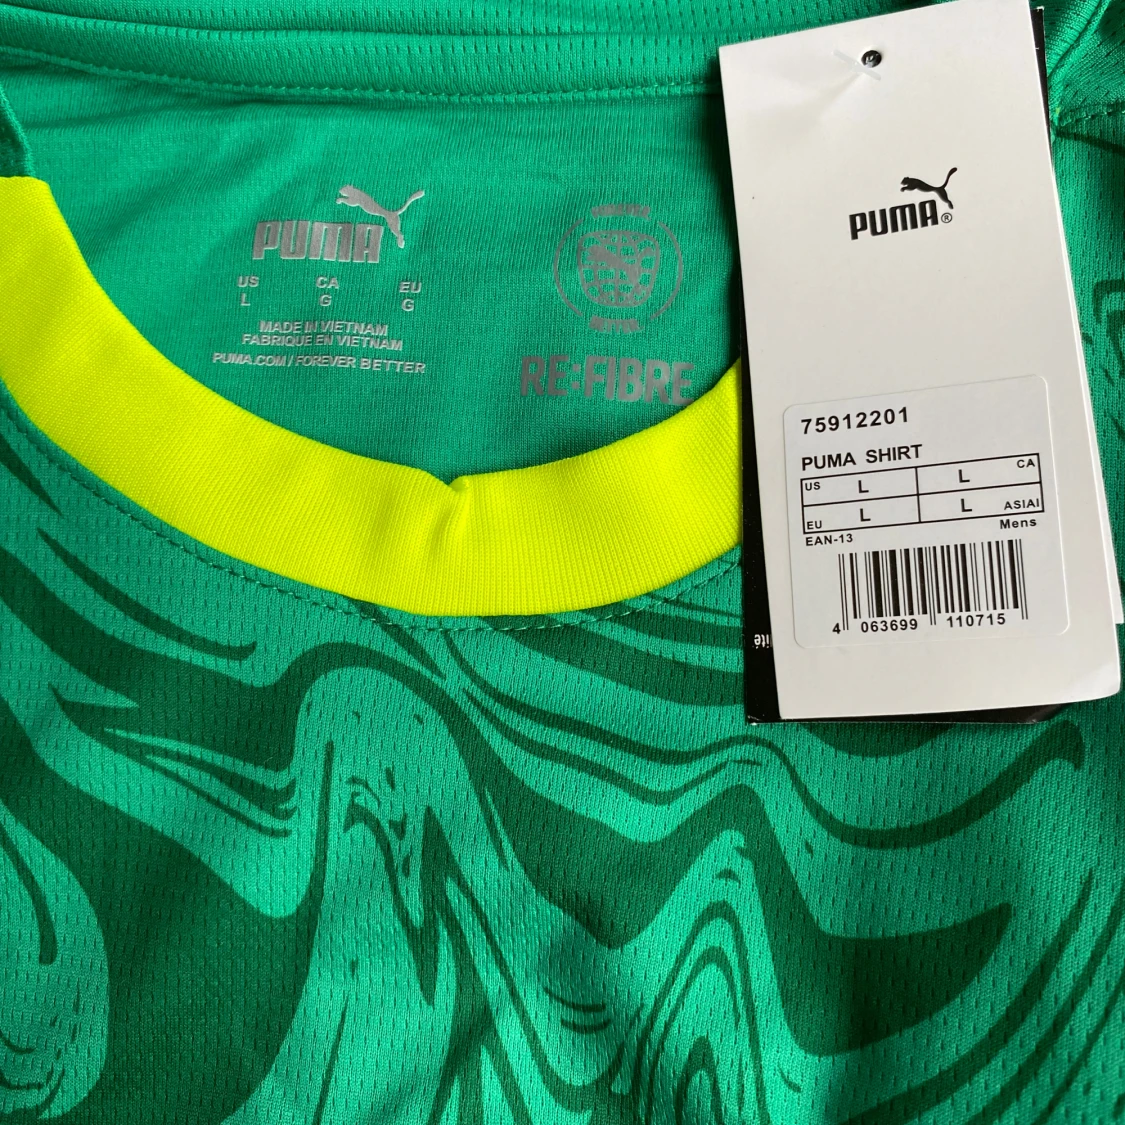 PUMA
US CA EU
L G G
MADE IN VIETNAM
FABRIQUE EN VIETNAM
PUMA.COM / FOREVER BETTER
BETTER
RE:FIBRE
PUMA®
75912201
PUMA SHIRT
US L L CA
EU L L ASIAI
Mens
EAN-13
4 063699 110715